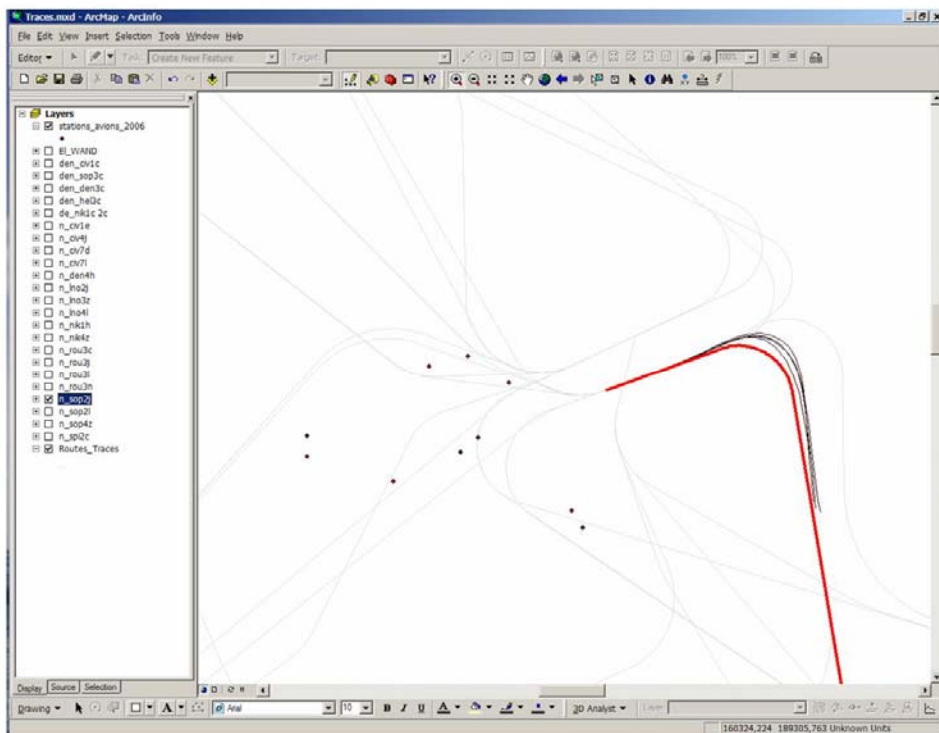 Traces.mxd - ArcMap - ArcInfo
File Edit View Insert Selection Tools Window Help
Editor Task: Create New Feature Target: 100%
Layers
stations_avions_2006
El_WAND
den_civ1c
den_sop3c
den_den3c
den_hel3c
de_nik1c 2c
n_civ1e
n_civ4j
n_civ7d
n_civ7l
n_den4h
n_lno2j
n_lno3z
n_lno4l
n_nik1h
n_nik4z
n_rou3c
n_rou3j
n_rou3l
n_rou3n
n_sop2j
n_sop2l
n_sop4z
n_spi2c
Routes_Traces
Display Source Selection
Drawing A Arial 10 B I U A 3D Analyst Layer:
160324,224 189305,763 Unknown Units